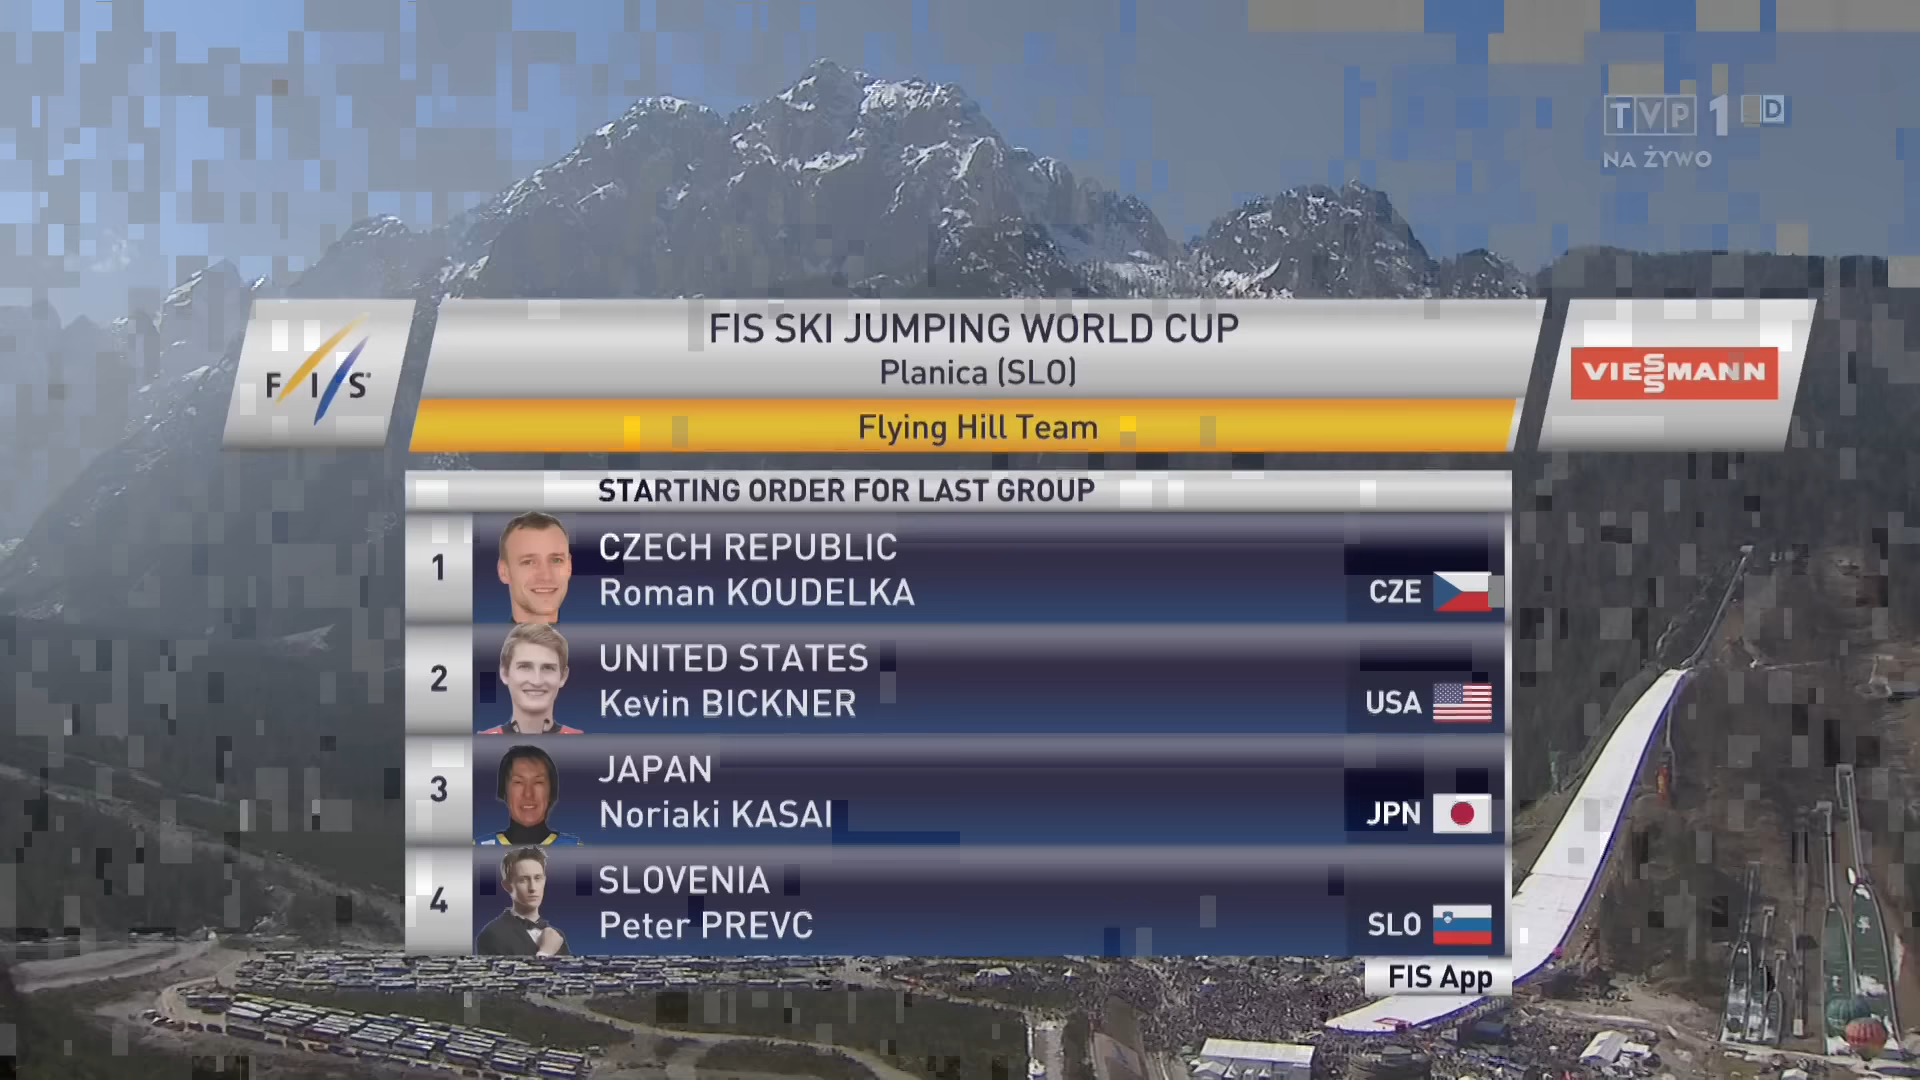 TVP 1 D
NA ŻYWO
FIS
FIS SKI JUMPING WORLD CUP
Planica (SLO)
Flying Hill Team
VIESSMANN
STARTING ORDER FOR LAST GROUP
1
CZECH REPUBLIC
Roman KOUDELKA
CZE
2
UNITED STATES
Kevin BICKNER
USA
3
JAPAN
Noriaki KASAI
JPN
4
SLOVENIA
Peter PREVC
SLO
FIS App